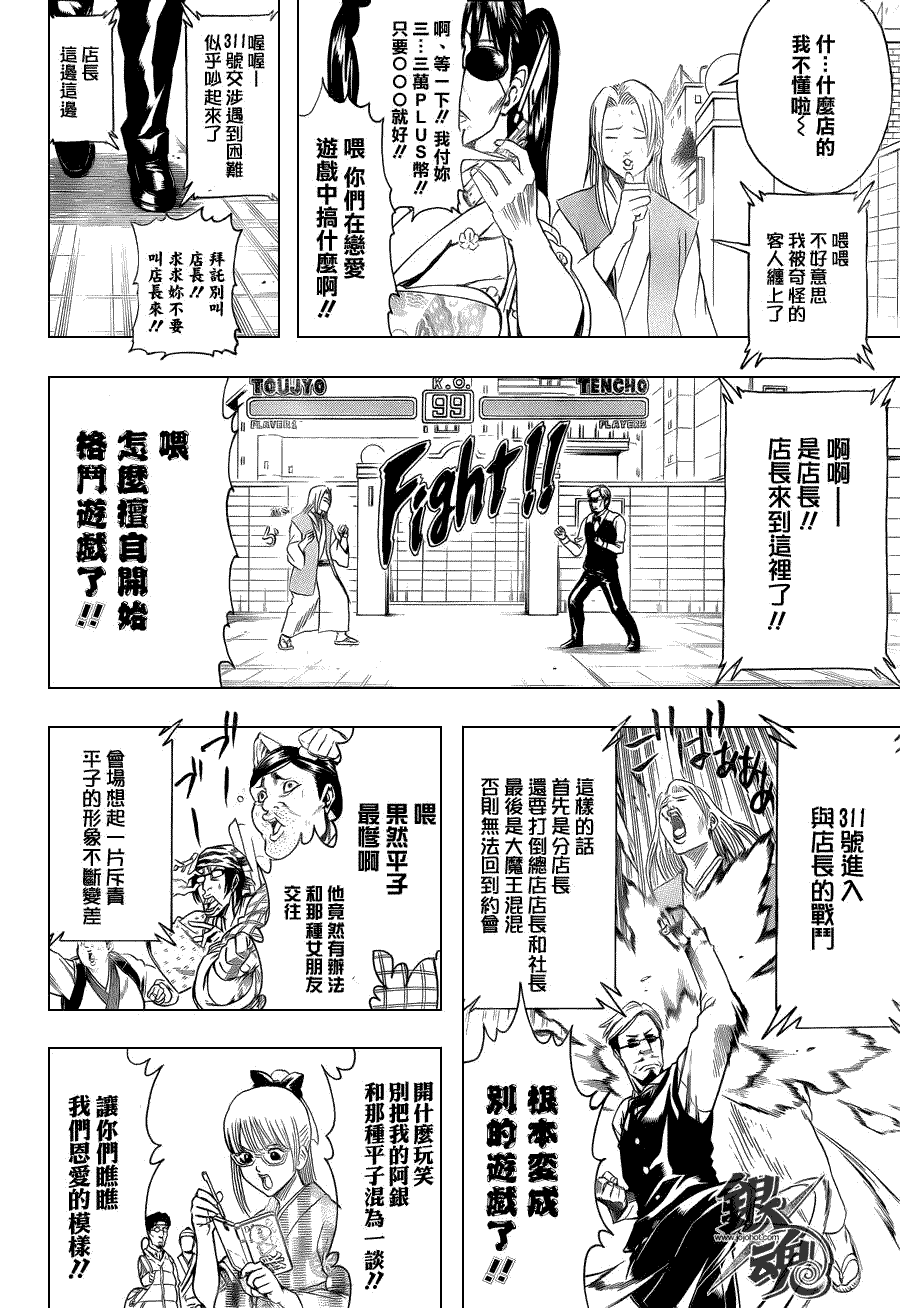 什…什麼店的
我不懂啦~
喂喂
不好意思
我被奇怪的
客人纏上了
啊、等一下!! 我付妳
三…三萬PLUS幣!!
只要〇〇〇就好!!
喂 你們在戀愛
遊戲中搞什麼啊!!
喔喔—
311號交涉遇到困難
似乎吵起來了
店長
這邊這邊
拜託別叫
店長!!
求求妳不要
叫店長來!!
啊啊—
是店長!!
店長來到這裡了!!
TOUJYO
K.O.
TENCHO
PLAYER1
99
PLAYER2
Fight!!
喂
怎麼擅自開始
格鬥遊戲了!!
311號進入
與店長的戰鬥
這樣的話
首先是分店長
還要打倒總店店長和社長
最後是大魔王混混
否則無法回到約會
根本變成
別的遊戲了!!
喂
果然平子
最慘啊
他竟然有辦法
和那種女朋友
交往
會場想起一片斥責
平子的形象不斷變差
開什麼玩笑
別把我的阿銀
和那種平子混為一談!!
讓你們瞧瞧
我們恩愛的模樣!!
銀魂
www.jojohot.com